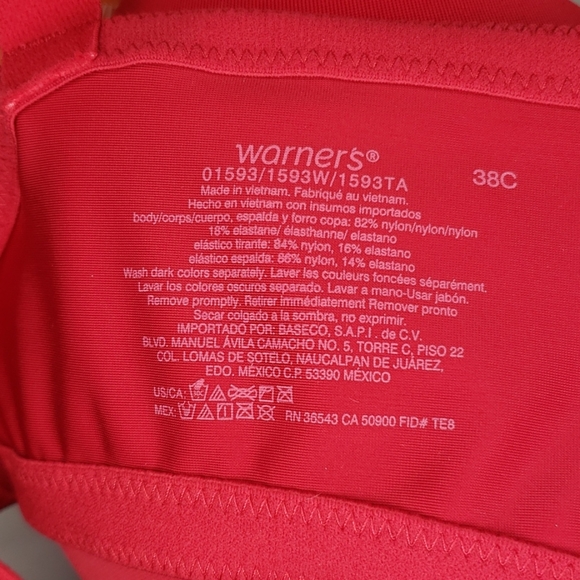 warner's®
01593/1593W/1593TA
38C
Made in vietnam. Fabriqué au vietnam.
Hecho en vietnam con insumos importados
body/corps/cuerpo, espalda y forro copa: 82% nylon/nylon/nylon
18% elastane/ élasthanne/ elastano
elástico tirante: 84% nylon, 16% elastano
elástico espalda: 86% nylon, 14% elastano
Wash dark colors separately. Laver les couleurs foncées séparément.
Lavar los colores oscuros separado. Lavar a mano-Usar jabón.
Remove promptly. Retirer immédiatement Remover pronto
Secar colgado a la sombra, no exprimir.
IMPORTADO POR: BASECO, S.A.P.I . de C.V.
BLVD. MANUEL ÁVILA CAMACHO NO. 5, TORRE C, PISO 22
COL. LOMAS DE SOTELO, NAUCALPAN DE JUÁREZ,
EDO. MÉXICO C.P. 53390 MÉXICO
US/CA:
MEX: RN 36543 CA 50900 FID# TE8